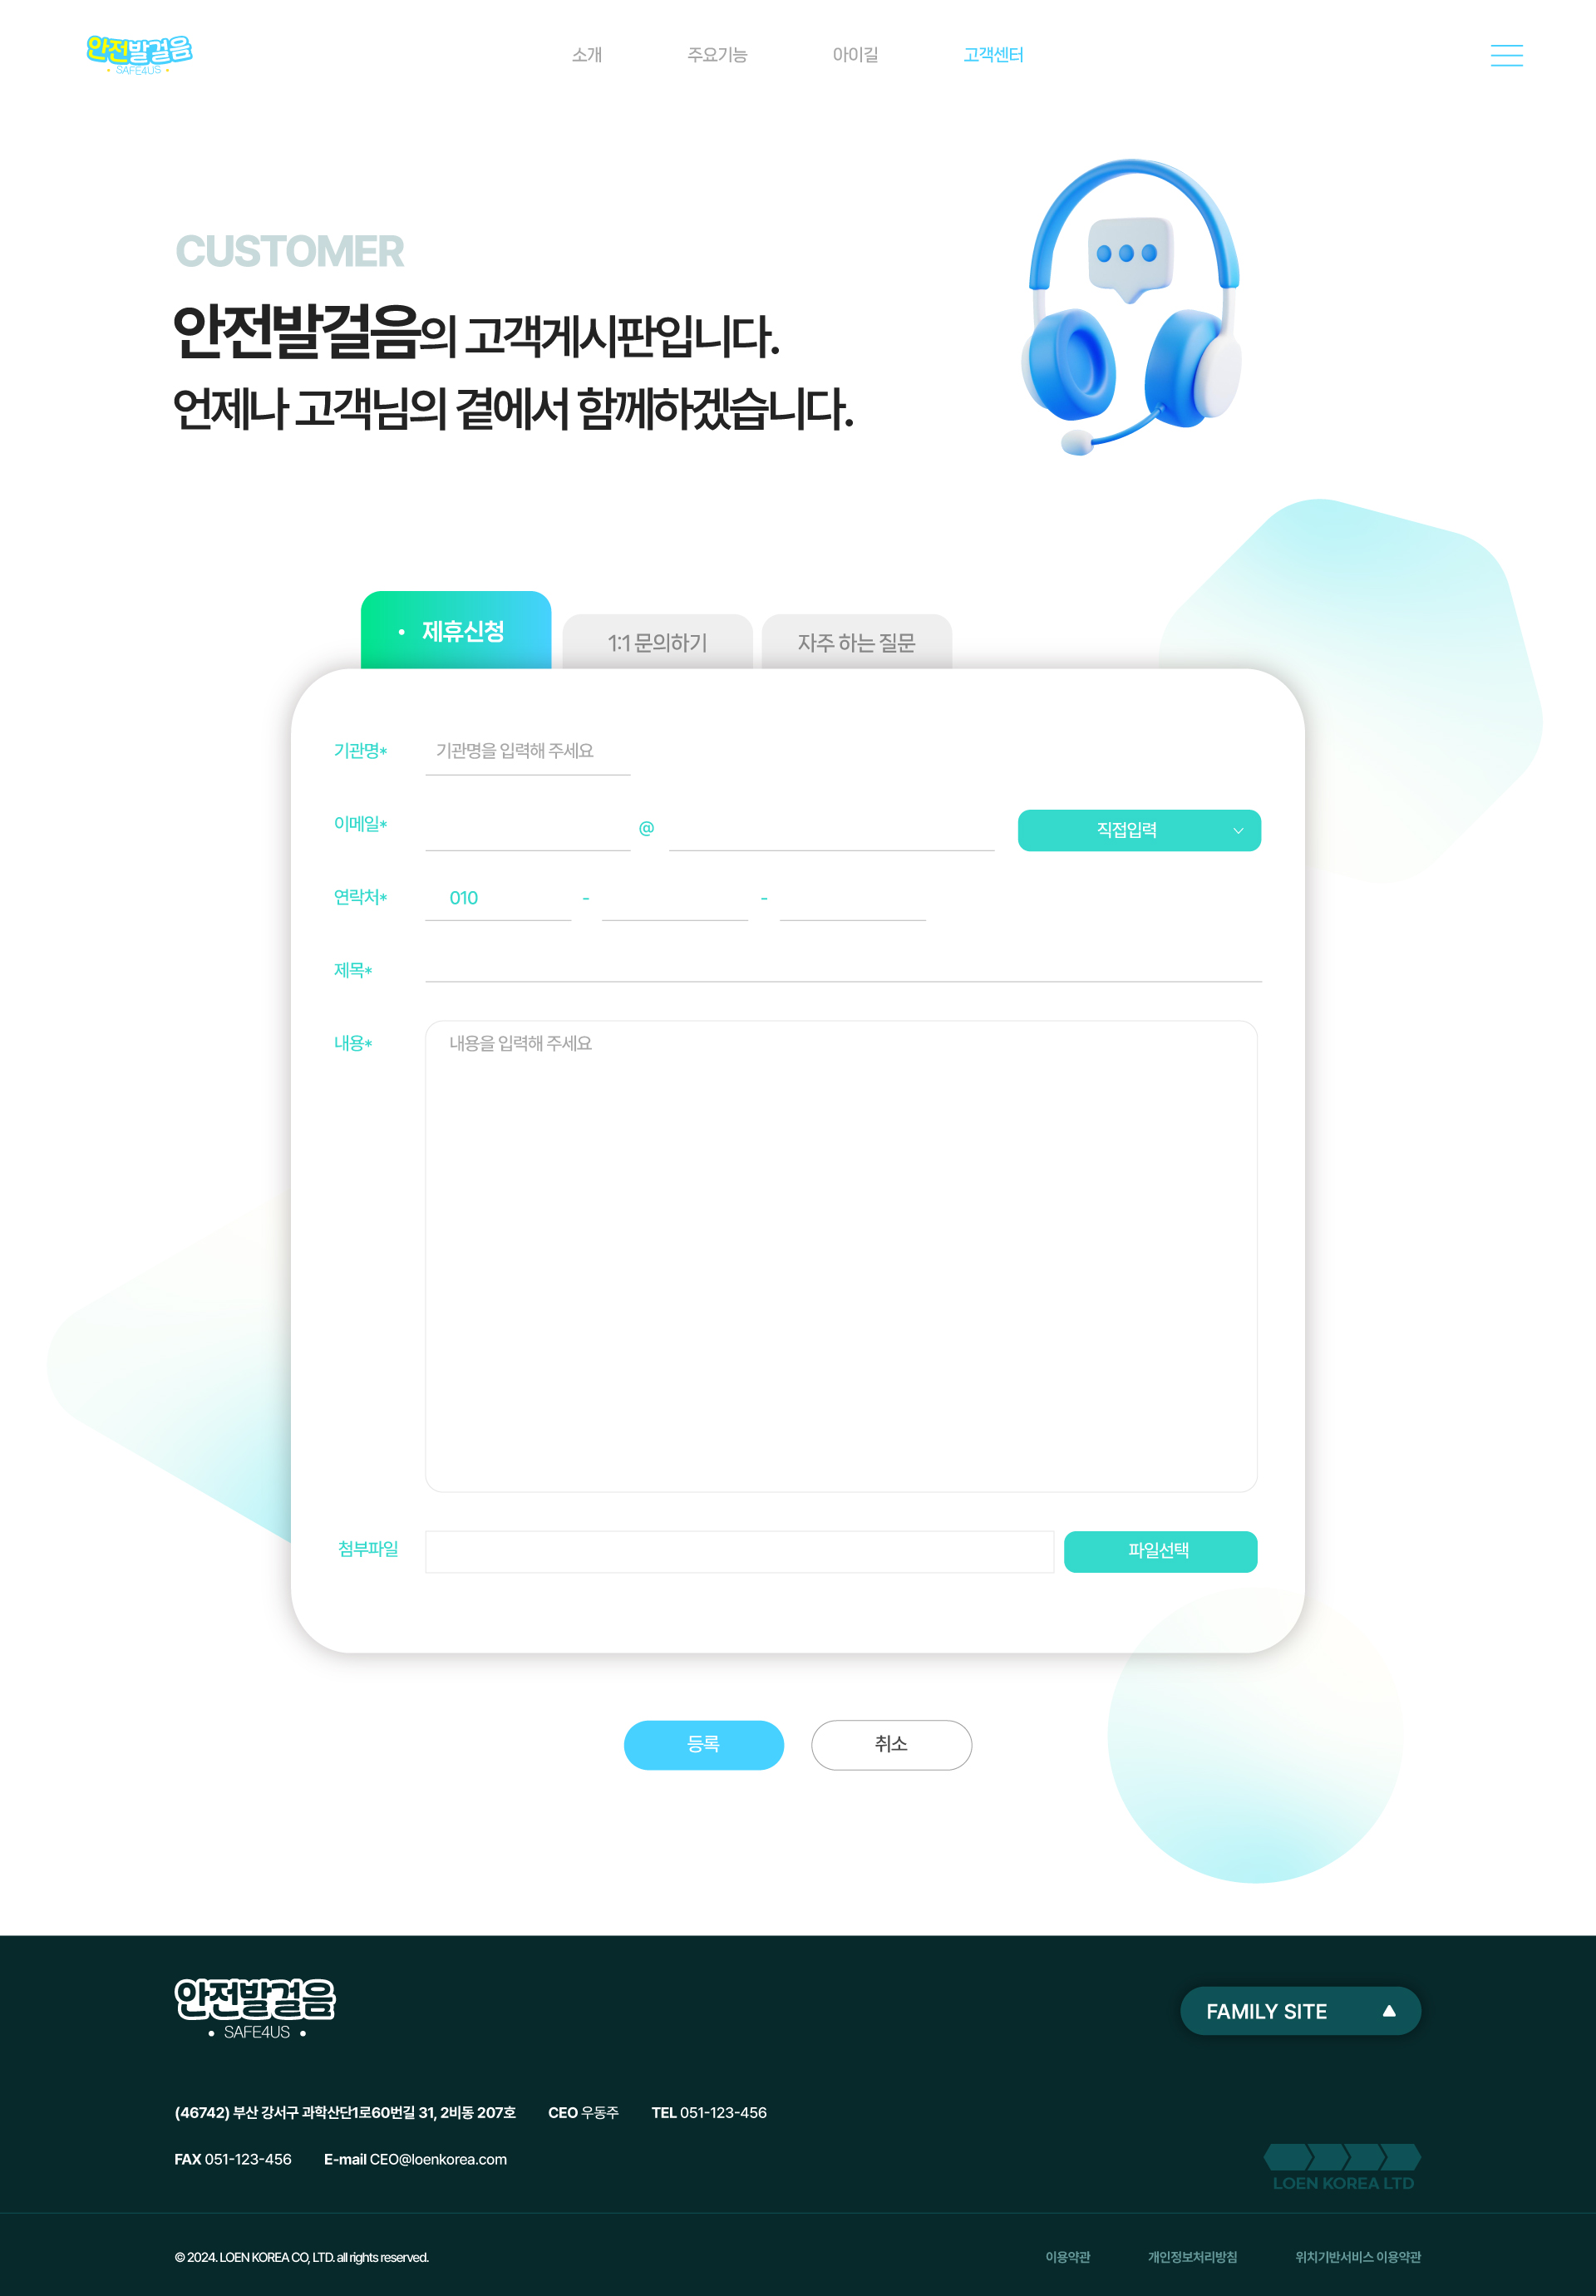 안전발걸음
SAFE4US
소개 주요기능 아이길 고객센터
CUSTOMER
안전발걸음의 고객게시판입니다.
언제나 고객님의 곁에서 함께하겠습니다.
• 제휴신청 1:1 문의하기 자주 하는 질문
기관명* 기관명을 입력해 주세요
이메일* @ 직접입력
연락처* 010 - -
제목*
내용* 내용을 입력해 주세요
첨부파일 파일선택
등록 취소
안전발걸음
• SAFE4US •
FAMILY SITE
(46742) 부산 강서구 과학산단1로60번길 31, 2비동 207호 CEO 우동주 TEL 051-123-456
FAX 051-123-456 E-mail CEO@loenkorea.com
LOEN KOREA LTD
© 2024. LOEN KOREA CO, LTD. all rights reserved. 이용약관 개인정보처리방침 위치기반서비스 이용약관